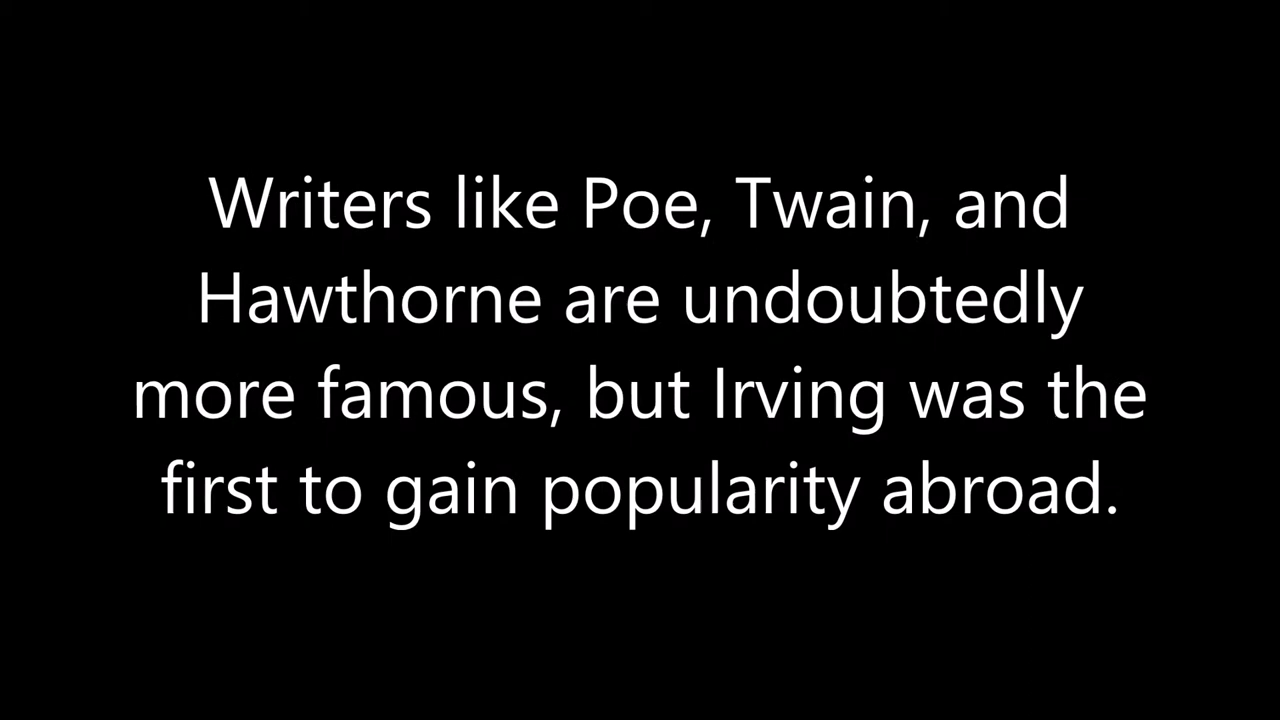 Writers like Poe, Twain, and
Hawthorne are undoubtedly
more famous, but Irving was the
first to gain popularity abroad.